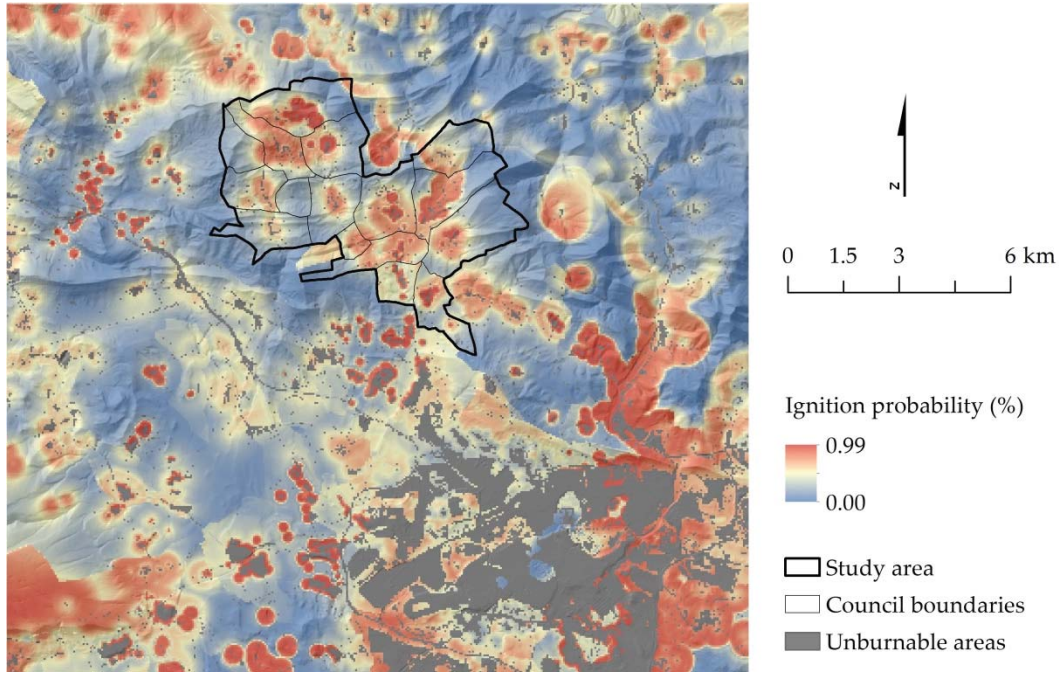 N
0 1.5 3 6 km
Ignition probability (%)
0.99
0.00
Study area
Council boundaries
Unburnable areas